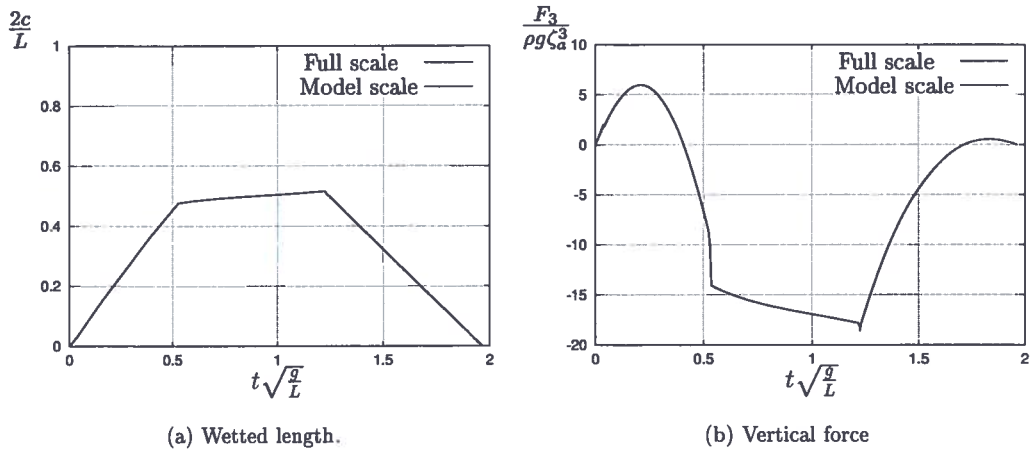 2c/L
1
0.8
0.6
0.4
0.2
0
Full scale
Model scale
0 0.5 1 1.5 2
t√(g/L)
(a) Wetted length.
F₃/ρgζₐ³
10
5
0
-5
-10
-15
-20
Full scale
Model scale
0 0.5 1 1.5 2
t√(g/L)
(b) Vertical force